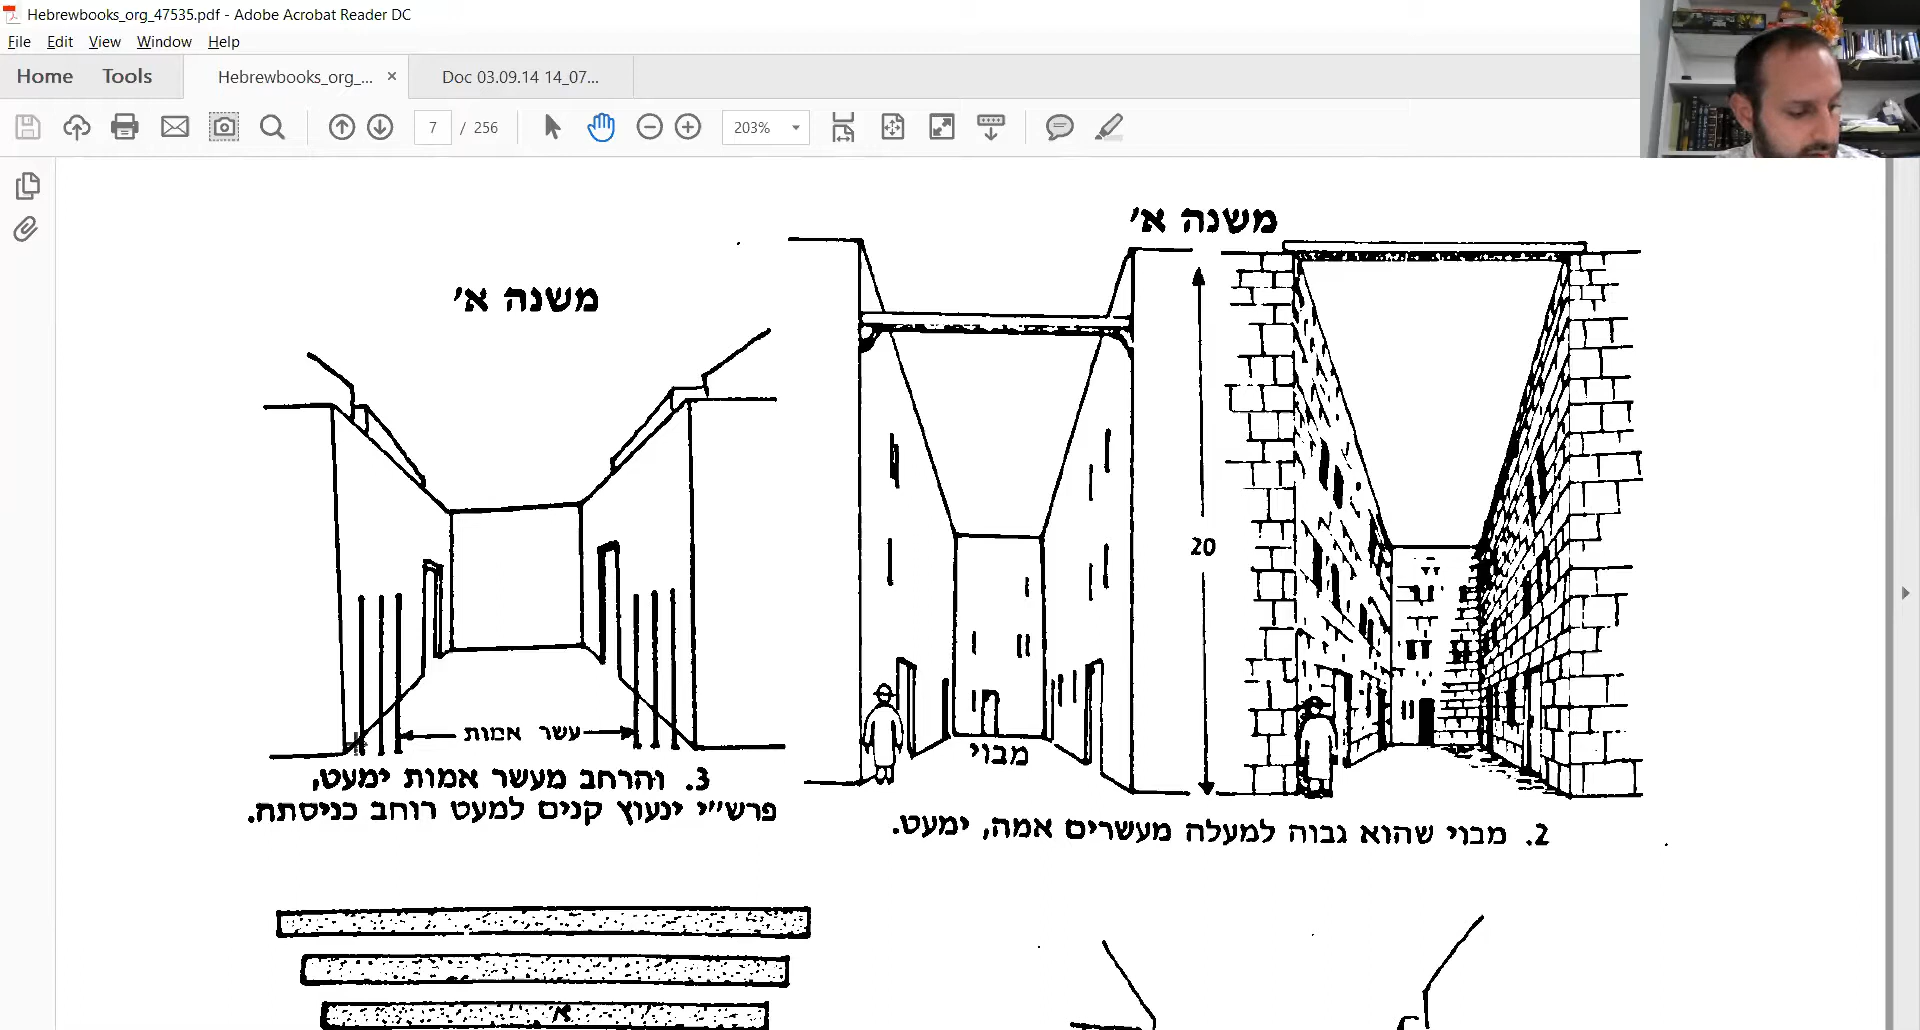 Hebrewbooks_org_47535.pdf - Adobe Acrobat Reader DC
File Edit View Window Help
Home Tools Hebrewbooks_org_... × Doc 03.09.14 14_07...
7 / 256 203%
משנה א׳
משנה א׳
20
עשר אמות
מבוי
3. והרחב מעשר אמות ימעט,
פרש״י ינעוץ קנים למעט רוחב כניסתה.
2. מבוי שהוא גבוה למעלה מעשרים אמה, ימעט.
א